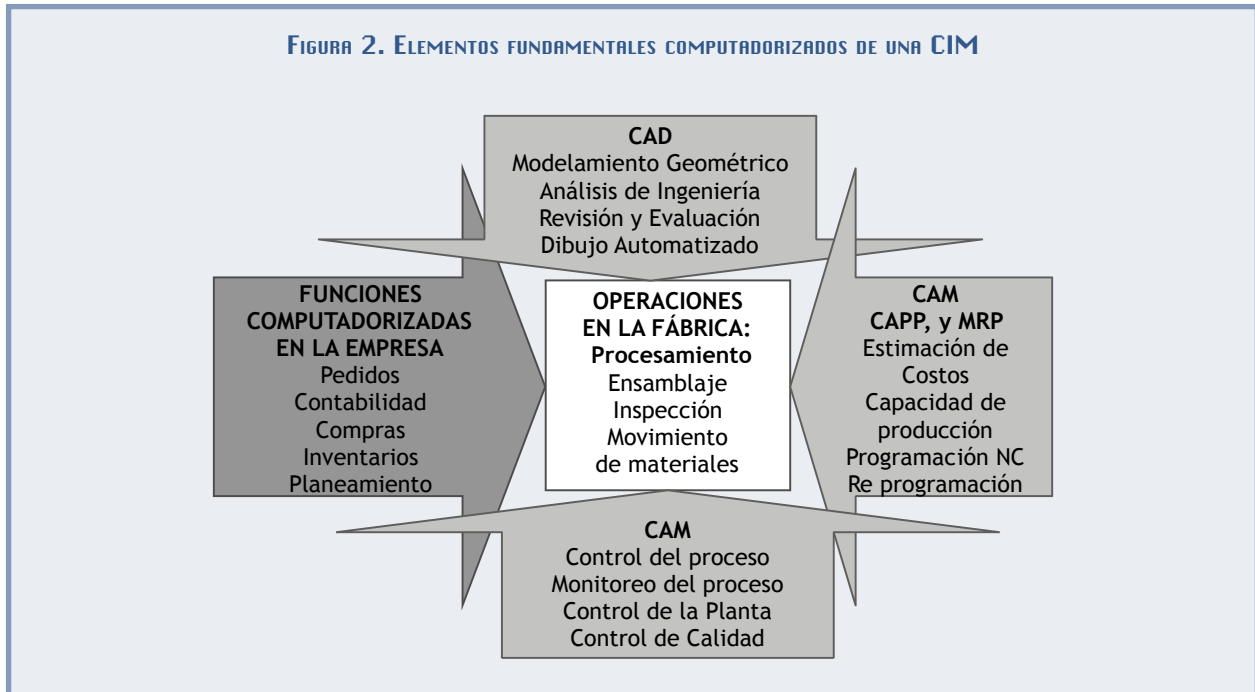 Figura 2. Elementos fundamentales computadorizados de una CIM
CAD
Modelamiento Geométrico
Análisis de Ingeniería
Revisión y Evaluación
Dibujo Automatizado
FUNCIONES
COMPUTADORIZADAS
EN LA EMPRESA
Pedidos
Contabilidad
Compras
Inventarios
Planeamiento
OPERACIONES
EN LA FÁBRICA:
Procesamiento
Ensamblaje
Inspección
Movimiento
de materiales
CAM
CAPP, y MRP
Estimación de
Costos
Capacidad de
producción
Programación NC
Re programación
CAM
Control del proceso
Monitoreo del proceso
Control de la Planta
Control de Calidad